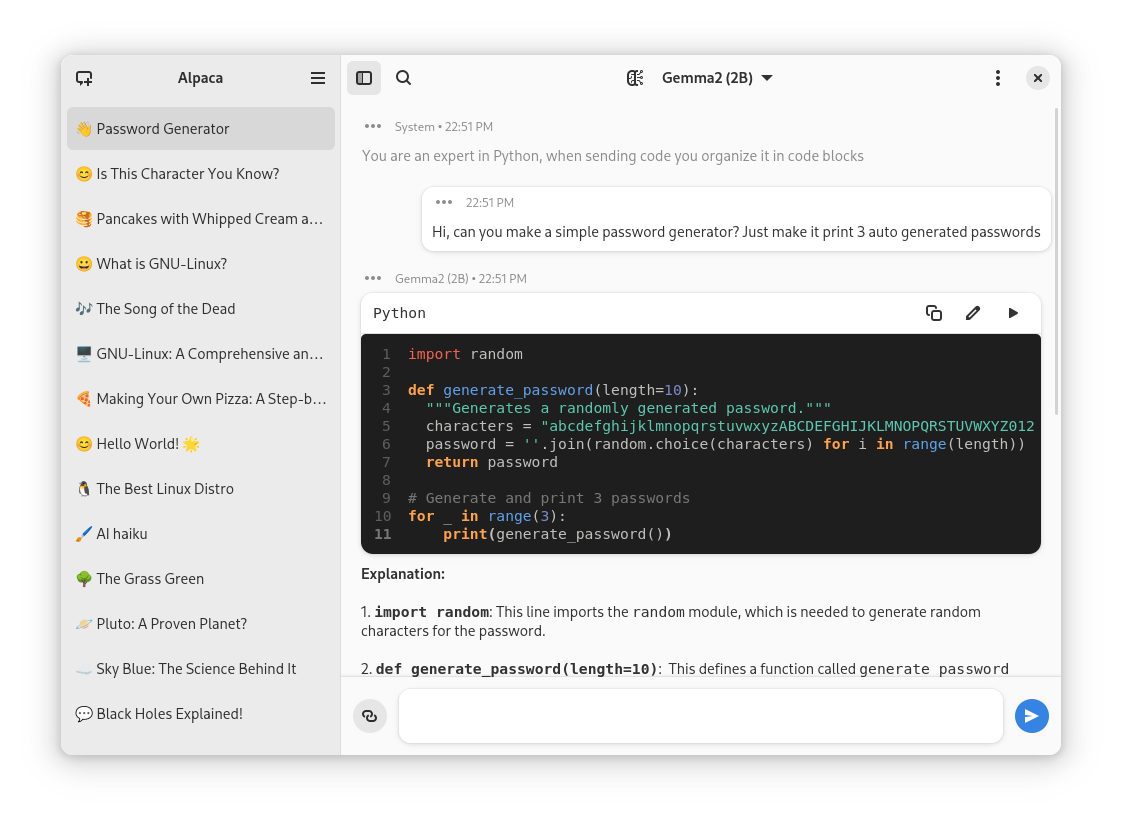 Alpaca
👋 Password Generator
😊 Is This Character You Know?
🥞 Pancakes with Whipped Cream a…
😀 What is GNU-Linux?
🎶 The Song of the Dead
🖥️ GNU-Linux: A Comprehensive an…
🍕 Making Your Own Pizza: A Step-b…
😊 Hello World! 🌟
🐧 The Best Linux Distro
🖌️ AI haiku
🌳 The Grass Green
🪐 Pluto: A Proven Planet?
☁️ Sky Blue: The Science Behind It
💬 Black Holes Explained!
Gemma2 (2B)
System • 22:51 PM
You are an expert in Python, when sending code you organize it in code blocks
22:51 PM
Hi, can you make a simple password generator? Just make it print 3 auto generated passwords
Gemma2 (2B) • 22:51 PM
Python
1 import random
2
3 def generate_password(length=10):
4   """Generates a randomly generated password."""
5   characters = "abcdefghijklmnopqrstuvwxyzABCDEFGHIJKLMNOPQRSTUVWXYZ012
6   password = ''.join(random.choice(characters) for i in range(length))
7   return password
8
9 # Generate and print 3 passwords
10 for _ in range(3):
11     print(generate_password())
Explanation:
1. import random: This line imports the random module, which is needed to generate random
characters for the password.
2. def generate_password(length=10): This defines a function called generate_password